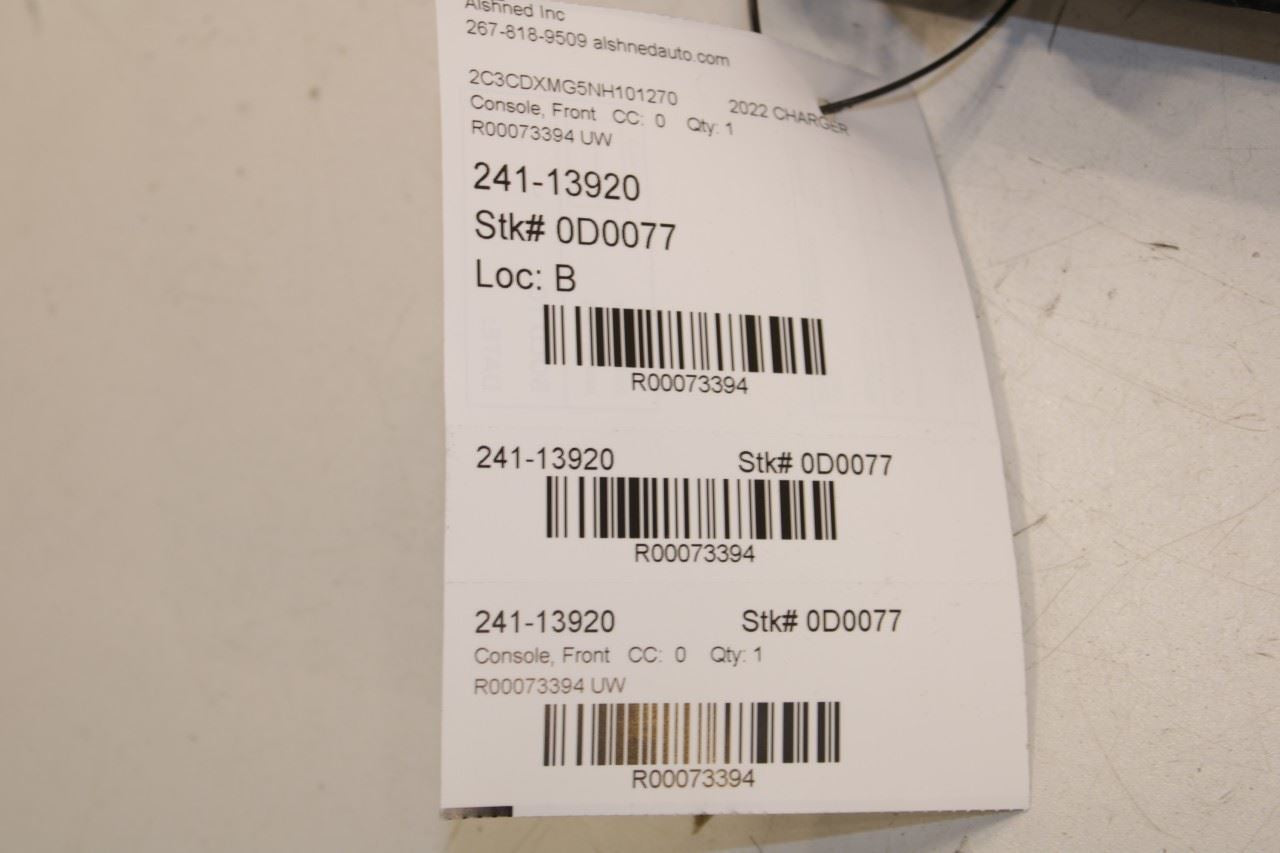 Alshned Inc
267-818-9509 alshnedauto.com
2C3CDXMG5NH101270 2022 CHARGER
Console, Front CC: 0 Qty: 1
R00073394 UW
241-13920
Stk# 0D0077
Loc: B
R00073394
241-13920 Stk# 0D0077
R00073394
241-13920 Stk# 0D0077
Console, Front CC: 0 Qty: 1
R00073394 UW
R00073394